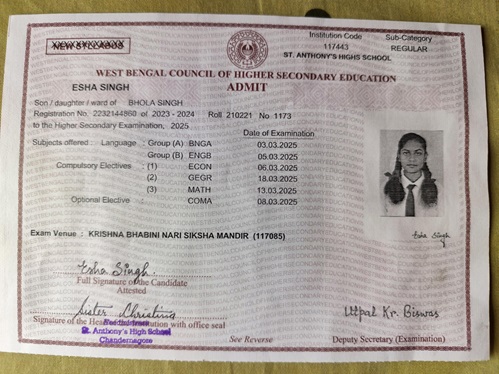 NEW SYLLABUS
Institution Code Sub-Category
117443 REGULAR
ST. ANTHONY'S HIGHS SCHOOL
WEST BENGAL COUNCIL OF HIGHER SECONDARY EDUCATION
ESHA SINGH ADMIT
Son / daughter / ward of BHOLA SINGH
Registration No. 2232144860 of 2023 - 2024 Roll 210221 No 1173
to the Higher Secondary Examination, 2025
Date of Examination
Subjects offered : Language : Group (A) BNGA 03.03.2025
Group (B) ENGB 05.03.2025
Compulsory Electives (1) ECON 06.03.2025
(2) GEGR 18.03.2025
(3) MATH 13.03.2025
Optional Elective : COMA 08.03.2025
Esha Singh
Exam Venue : KRISHNA BHABINI NARI SIKSHA MANDIR (117085)
Esha Singh
Full Signature of the Candidate
Attested
Sister Christina
Utpal Kr. Biswas
Signature of the Head of the Institution with office seal
St. Anthony's High School
Chandernagore
See Reverse
Deputy Secretary (Examination)